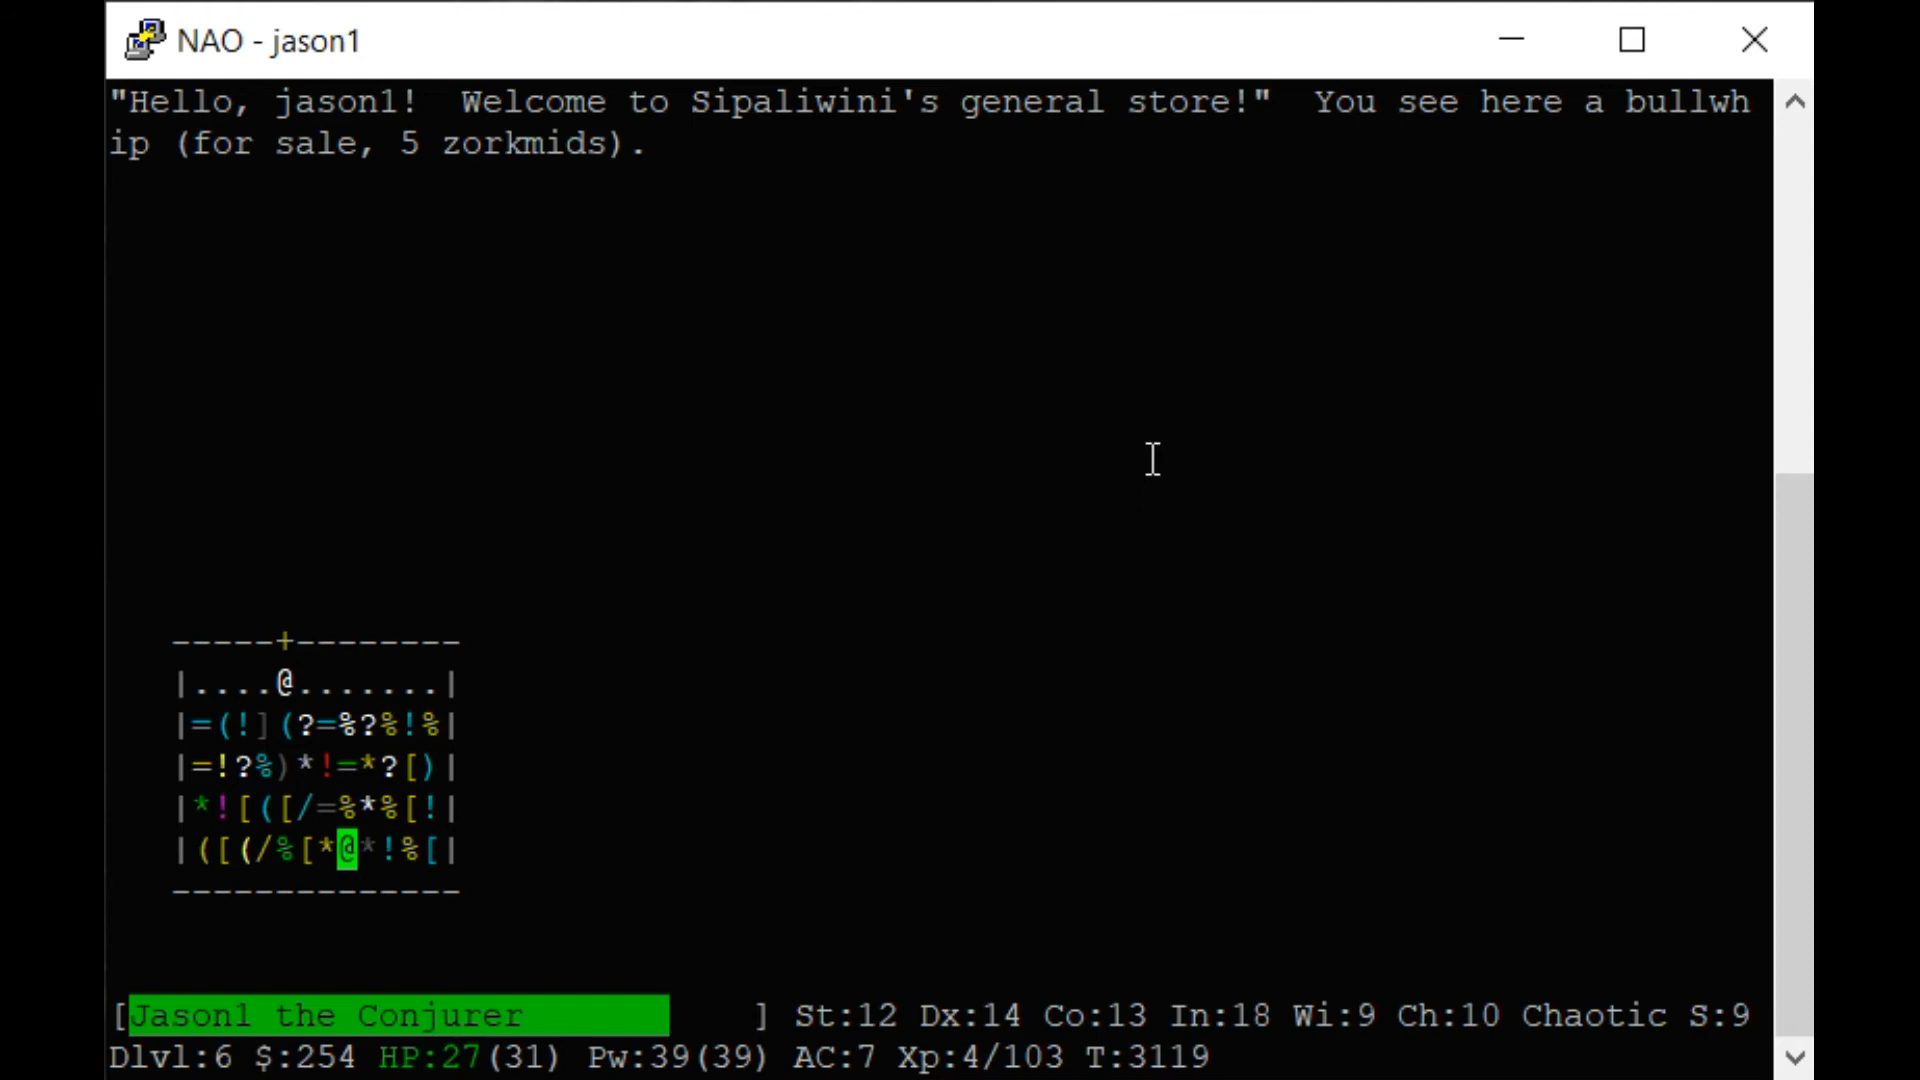 NAO - jason1
"Hello, jason1!  Welcome to Sipaliwini's general store!"  You see here a bullwh
ip (for sale, 5 zorkmids).
-----+--------
|....@.......|
|=(!](?=%?%!%|
|=!?%)*!=*?[)|
|*![([/=%*%[!|
|([(/%[*@*!%[|
--------------
[Jason1 the Conjurer           ] St:12 Dx:14 Co:13 In:18 Wi:9 Ch:10 Chaotic S:9
Dlvl:6 $:254 HP:27(31) Pw:39(39) AC:7 Xp:4/103 T:3119